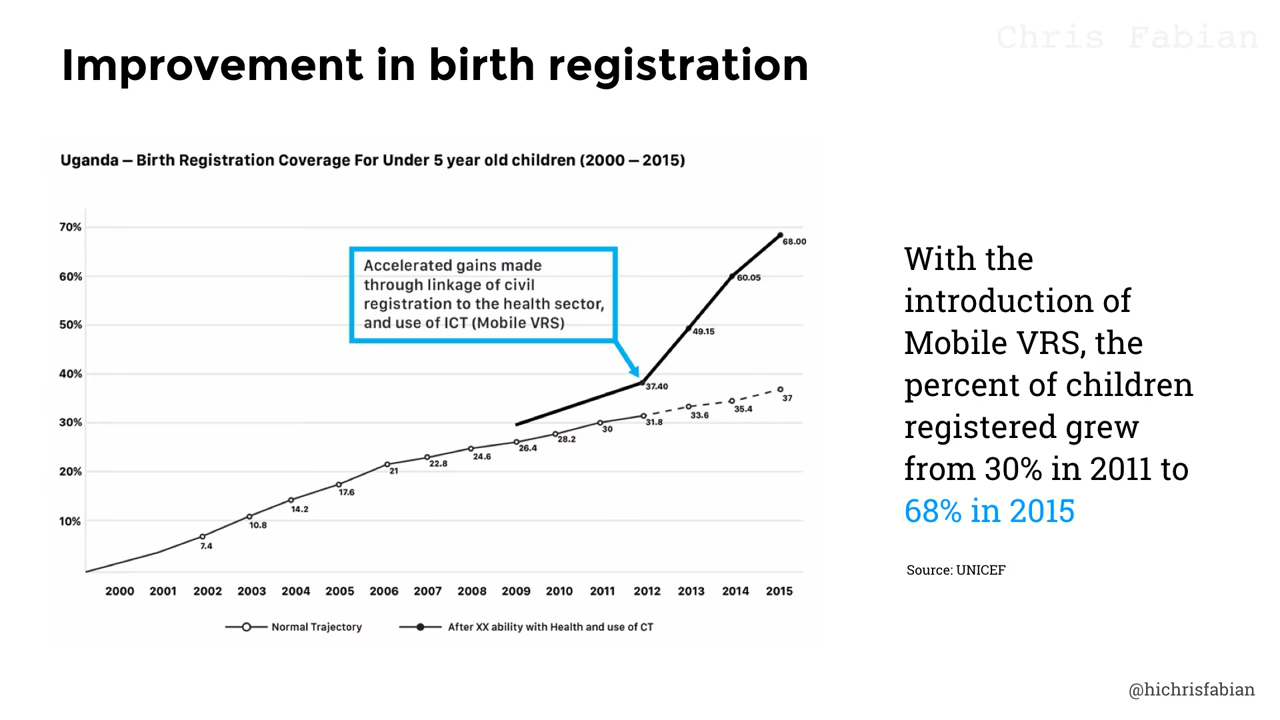 Chris Fabian
Improvement in birth registration
Uganda – Birth Registration Coverage For Under 5 year old children (2000 – 2015)
70%
60%
50%
40%
30%
20%
10%
Accelerated gains made
through linkage of civil
registration to the health sector,
and use of ICT (Mobile VRS)
68.00
60.05
49.15
37.40
7.4
10.8
14.2
17.6
21
22.8
24.6
26.4
28.2
30
31.8
33.6
35.4
37
2000 2001 2002 2003 2004 2005 2006 2007 2008 2009 2010 2011 2012 2013 2014 2015
Normal Trajectory
After XX ability with Health and use of CT
With the
introduction of
Mobile VRS, the
percent of children
registered grew
from 30% in 2011 to
68% in 2015
Source: UNICEF
@hichrisfabian